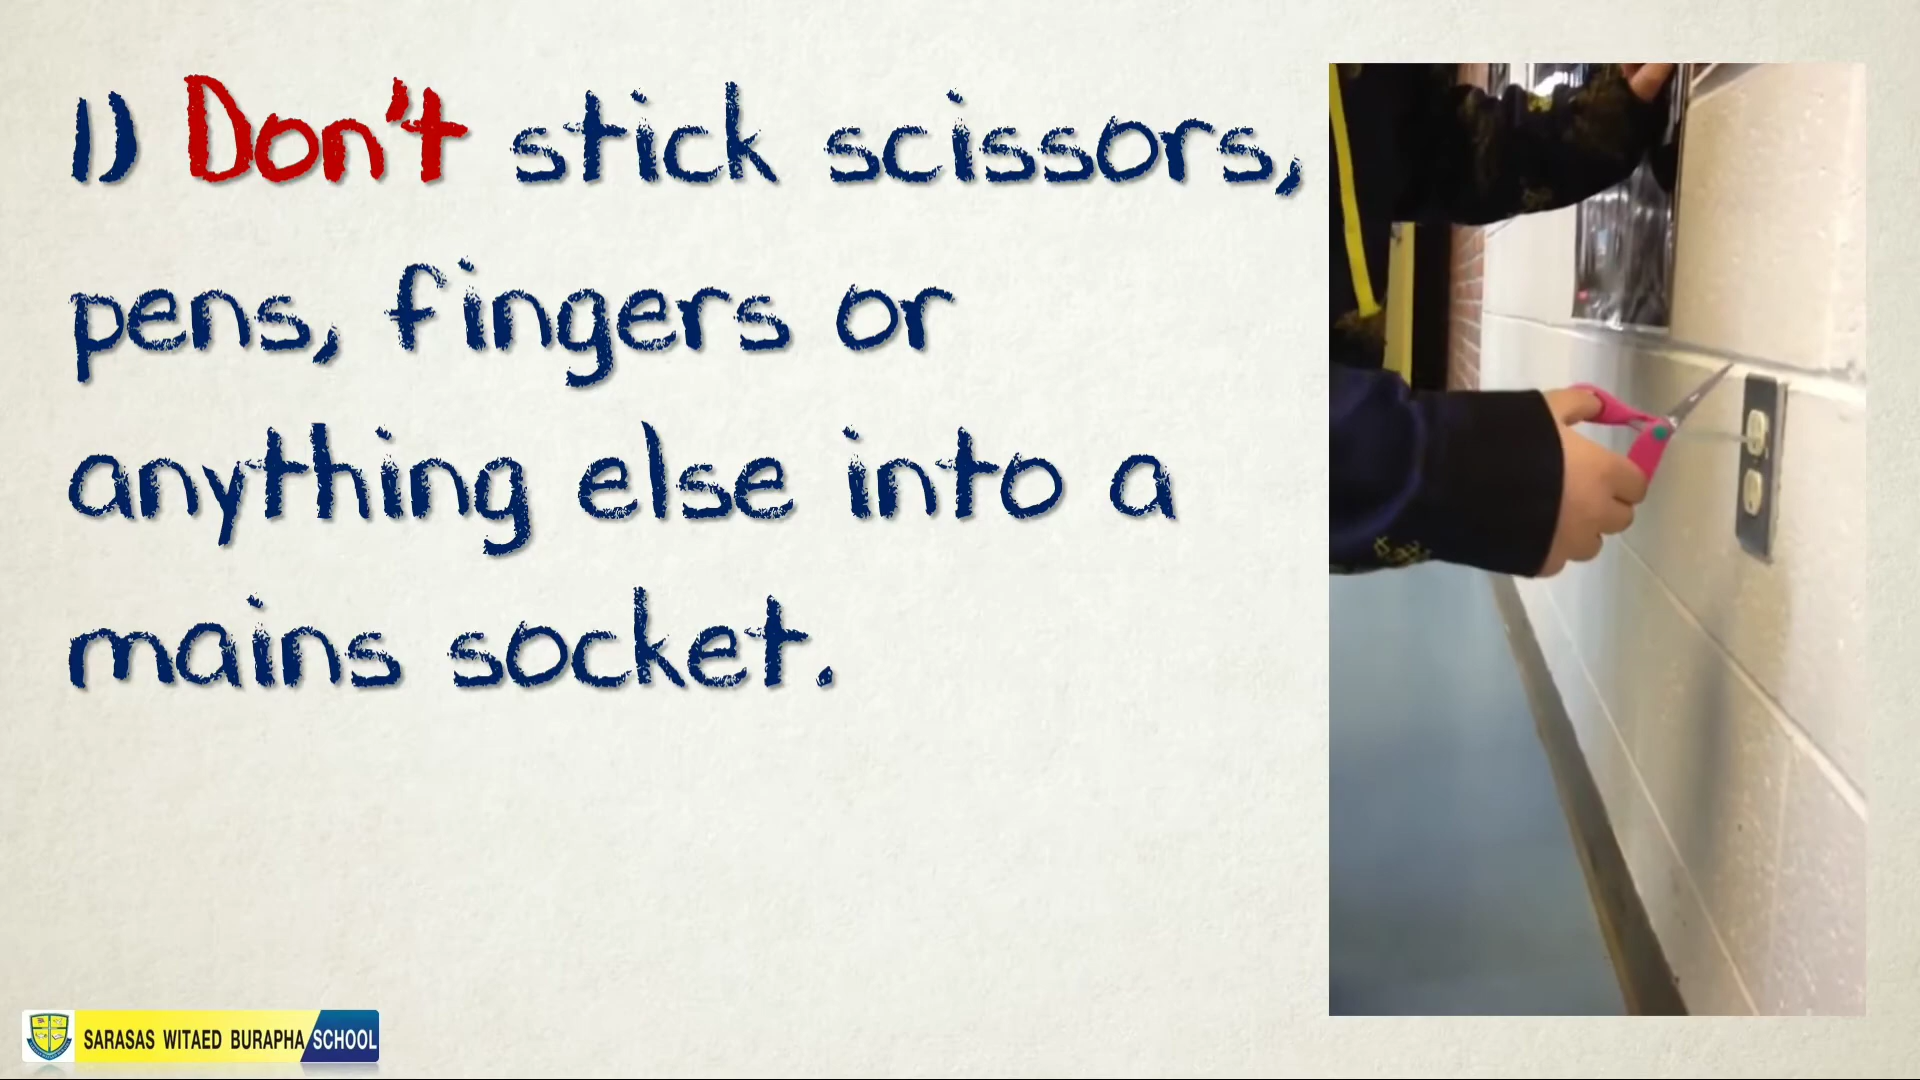 1) Don't stick scissors,
pens, fingers or
anything else into a
mains socket.
SARASAS WITAED BURAPHA SCHOOL